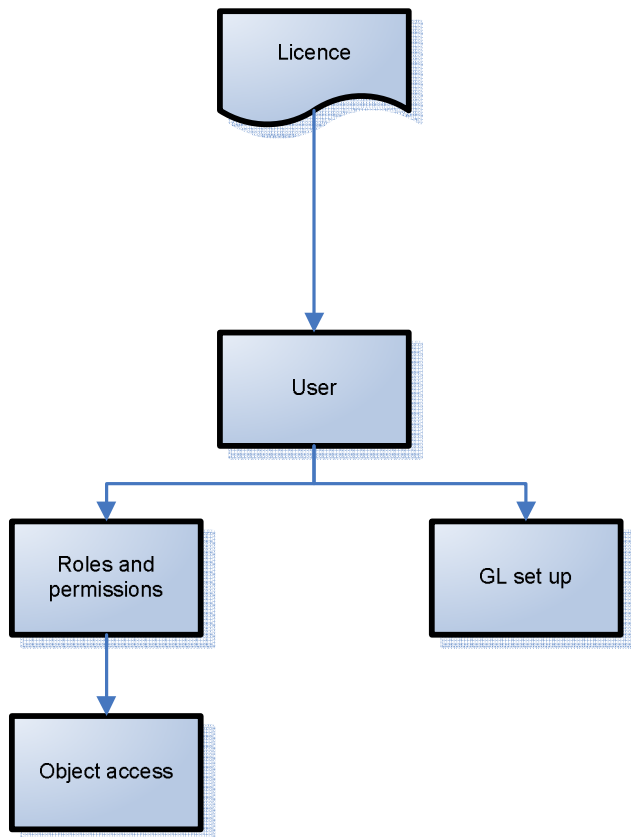 Licence
User
Roles and
permissions
GL set up
Object access